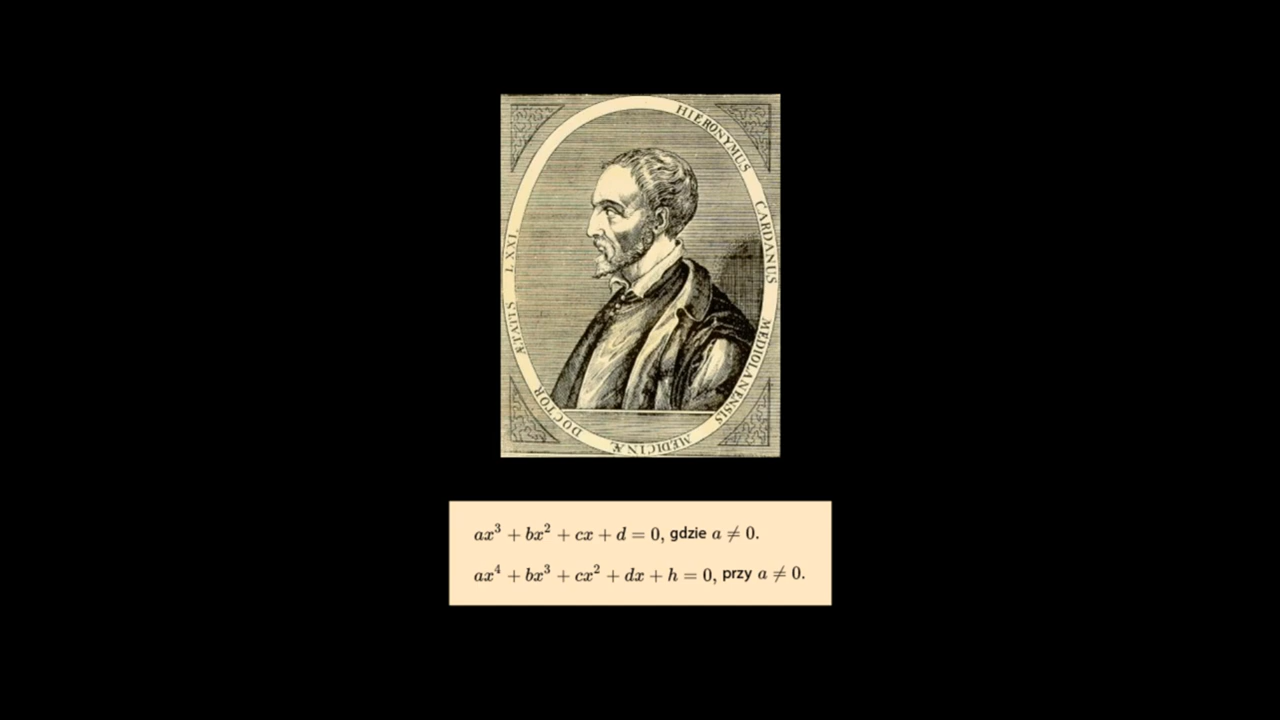 HIERONYMUS CARDANUS MEDIOLANENSIS MEDICINÆ DOCTOR ÆTATIS LXXI.
ax³ + bx² + cx + d = 0, gdzie a ≠ 0.
ax⁴ + bx³ + cx² + dx + h = 0, przy a ≠ 0.